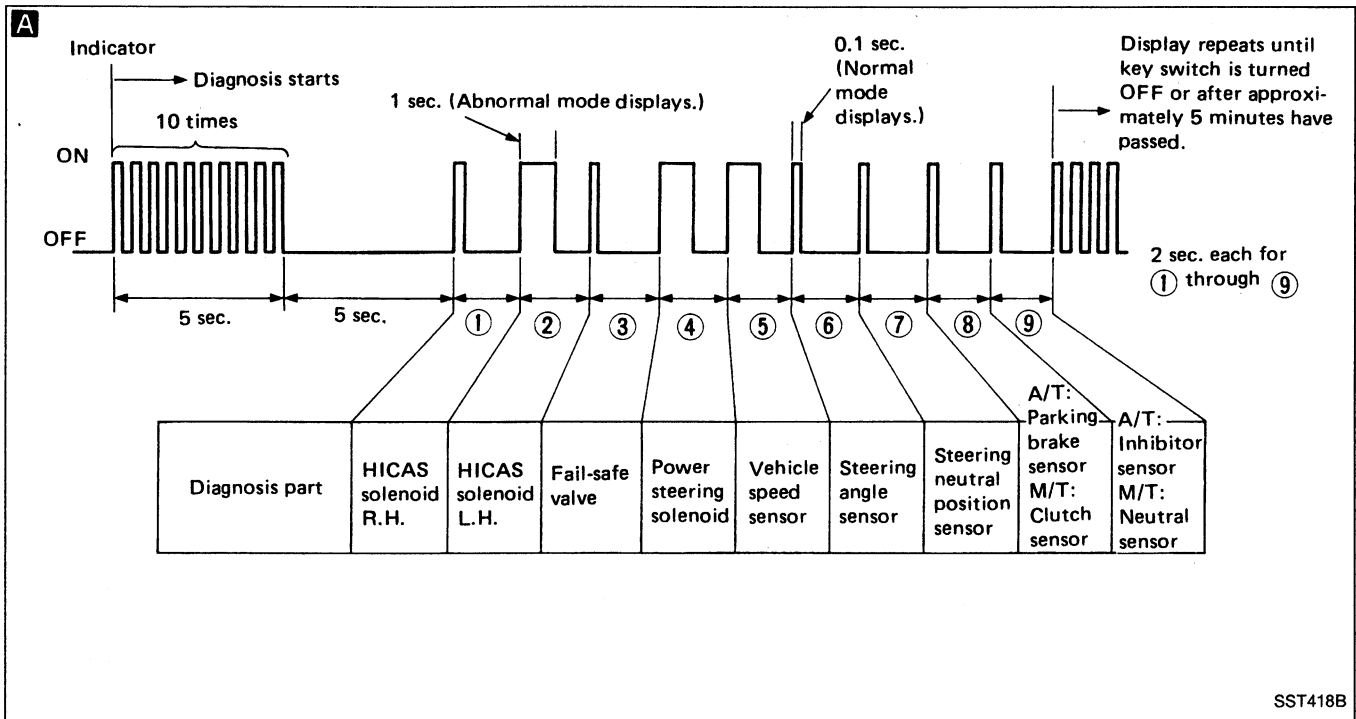 A
Indicator
Diagnosis starts
10 times
1 sec. (Abnormal mode displays.)
0.1 sec.
(Normal
mode
displays.)
Display repeats until
key switch is turned
OFF or after approxi-
mately 5 minutes have
passed.
ON
OFF
2 sec. each for
① through ⑨
5 sec.
5 sec.
① ② ③ ④ ⑤ ⑥ ⑦ ⑧ ⑨
Diagnosis part
HICAS
solenoid
R.H.
HICAS
solenoid
L.H.
Fail-safe
valve
Power
steering
solenoid
Vehicle
speed
sensor
Steering
angle
sensor
Steering
neutral
position
sensor
A/T:
Parking
brake
sensor
M/T:
Clutch
sensor
A/T:
Inhibitor
sensor
M/T:
Neutral
sensor
SST418B